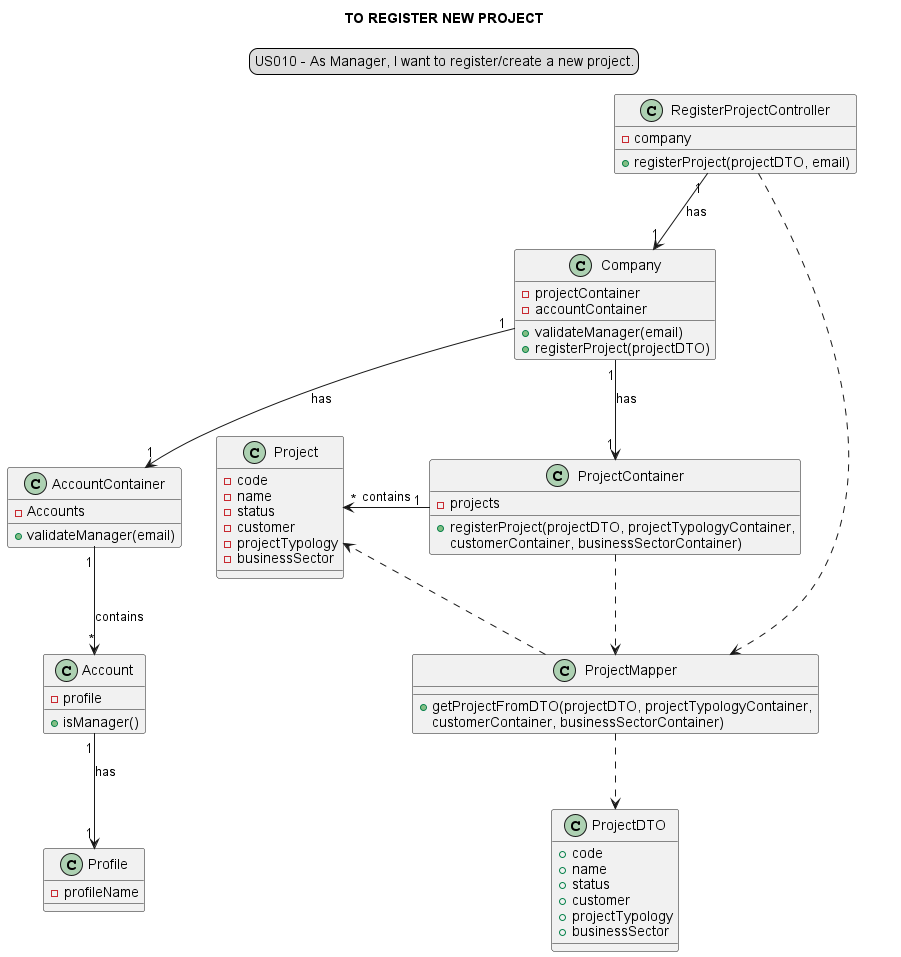 TO REGISTER NEW PROJECT
US010 - As Manager, I want to register/create a new project.
C RegisterProjectController
company
registerProject(projectDTO, email)
1
has
1
C Company
projectContainer
accountContainer
validateManager(email)
registerProject(projectDTO)
1
has
1
1
has
1
C AccountContainer
Accounts
validateManager(email)
C Project
code
name
status
customer
projectTypology
businessSector
* contains 1
C ProjectContainer
projects
registerProject(projectDTO, projectTypologyContainer,
customerContainer, businessSectorContainer)
1
contains
*
C Account
profile
isManager()
C ProjectMapper
getProjectFromDTO(projectDTO, projectTypologyContainer,
customerContainer, businessSectorContainer)
1
has
1
C Profile
profileName
C ProjectDTO
code
name
status
customer
projectTypology
businessSector